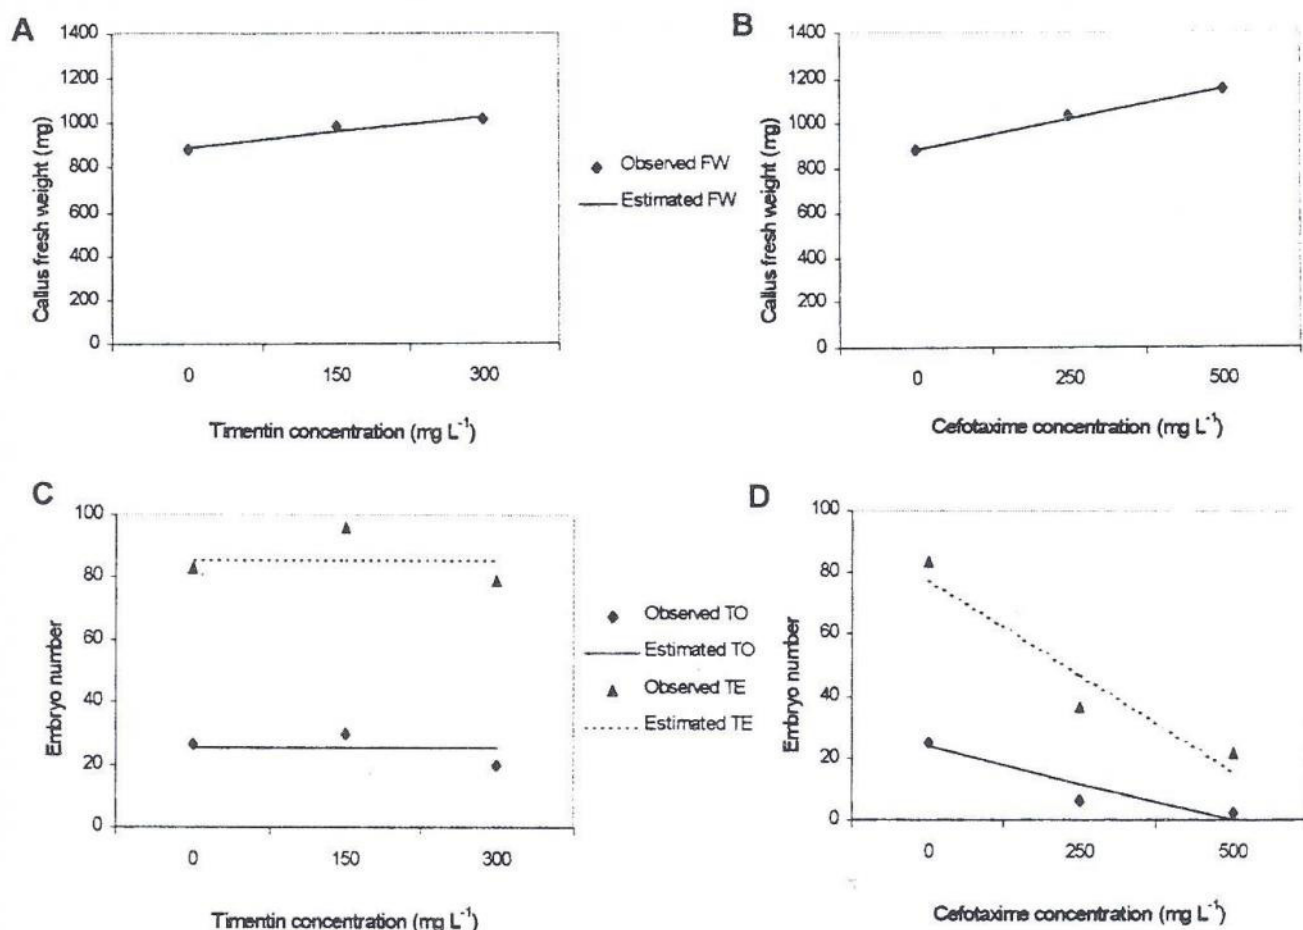 A
1400
1200
1000
800
600
400
200
0
Callus fresh weight (mg)
0 150 300
Timentin concentration (mg L-1)
Observed FW
Estimated FW
B
1400
1200
1000
800
600
400
200
0
Callus fresh weight (mg)
0 250 500
Cefotaxime concentration (mg L-1)
C
100
80
60
40
20
0
Embryo number
0 150 300
Timentin concentration (mg L-1)
Observed TO
Estimated TO
Observed TE
Estimated TE
D
100
80
60
40
20
0
Embryo number
0 250 500
Cefotaxime concentration (mg L-1)